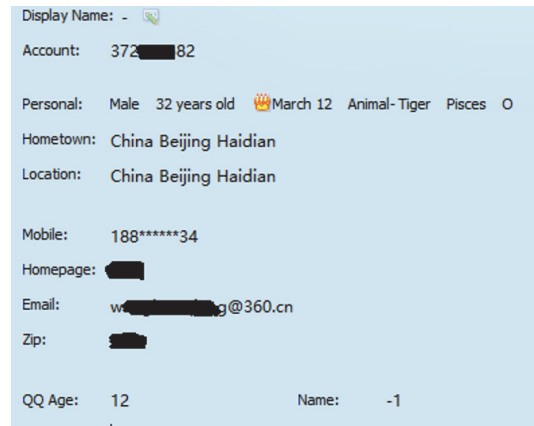 Display Name: -
Account: 372 82
Personal: Male 32 years old March 12 Animal- Tiger Pisces O
Hometown: China Beijing Haidian
Location: China Beijing Haidian
Mobile: 188******34
Homepage:
Email: w g@360.cn
Zip:
QQ Age: 12 Name: -1